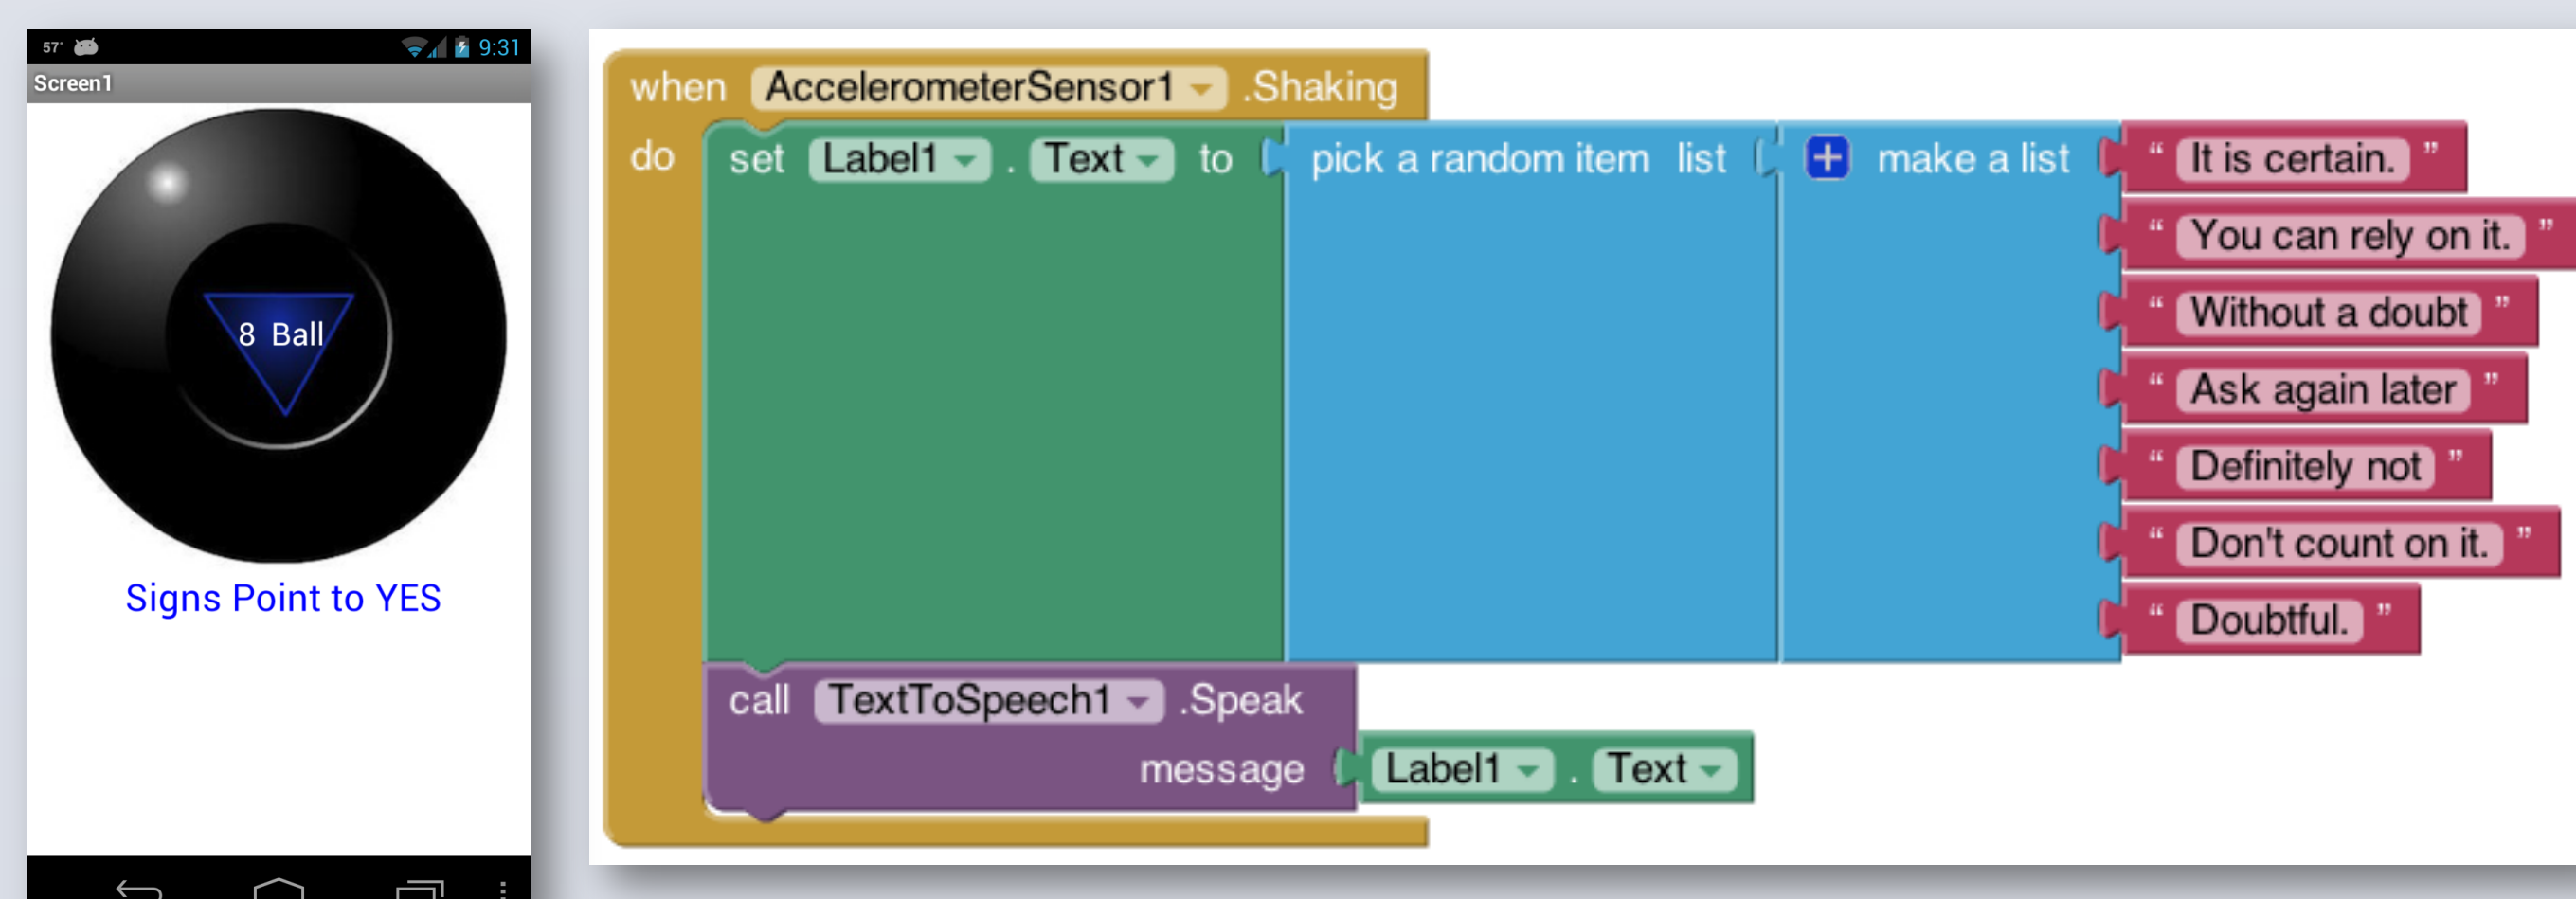 57° 9:31
Screen1
8 Ball
Signs Point to YES
when AccelerometerSensor1 .Shaking
do set Label1 . Text to pick a random item list make a list “ It is certain. ”
“ You can rely on it. ”
“ Without a doubt ”
“ Ask again later ”
“ Definitely not ”
“ Don't count on it. ”
“ Doubtful. ”
call TextToSpeech1 .Speak
message Label1 . Text